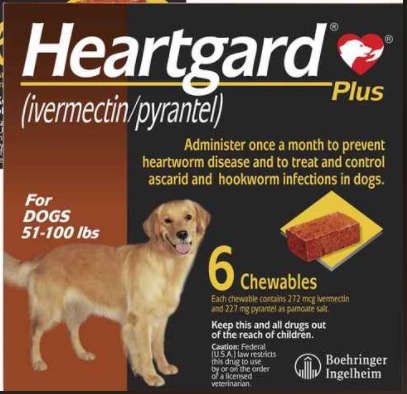 Heartgard®
®
Plus
(ivermectin/pyrantel)
Administer once a month to prevent
heartworm disease and to treat and control
ascarid and hookworm infections in dogs.
For
DOGS
51-100 lbs
6 Chewables
Each chewable contains 272 mcg ivermectin
and 227 mg pyrantel as pamoate salt.
Keep this and all drugs out
of the reach of children.
Caution: Federal
(U.S.A.) law restricts
this drug to use
by or on the order
of a licensed
veterinarian.
Boehringer
Ingelheim